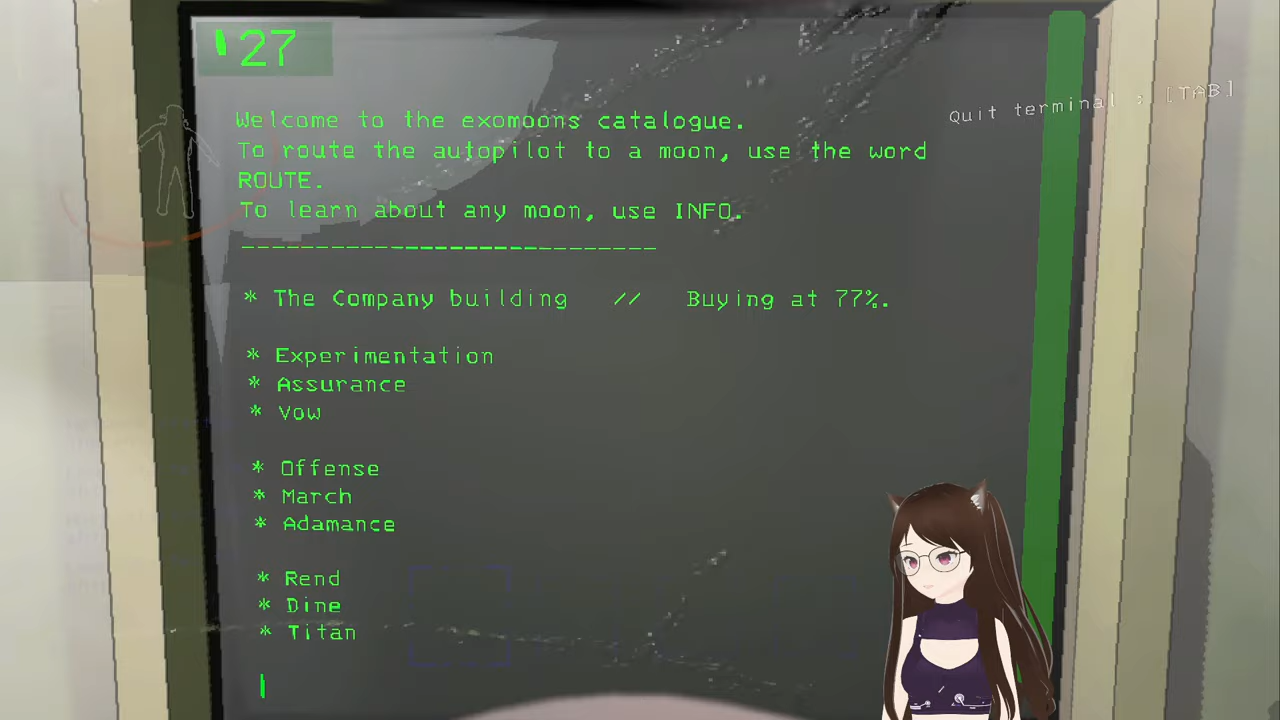 27
Welcome to the exomoons catalogue.
Quit terminal : [TAB]
To route the autopilot to a moon, use the word
ROUTE.
To learn about any moon, use INFO.
----------------------------
* The Company building // Buying at 77%.
* Experimentation
* Assurance
* Vow
* Offense
* March
* Adamance
* Rend
* Dine
* Titan